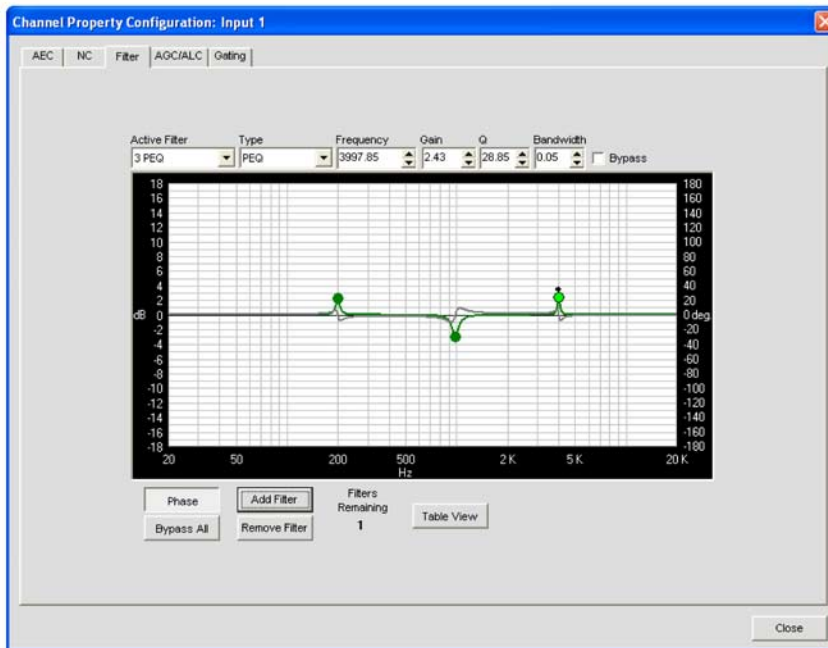 Channel Property Configuration: Input 1
AEC NC Filter AGC/ALC Gating
Active Filter Type Frequency Gain Q Bandwidth
3 PEQ PEQ 3997.85 2.43 28.85 0.05 Bypass
18 180
16 160
14 140
12 120
10 100
8 80
6 60
4 40
2 20
dB 0 0 deg.
-2 -20
-4 -40
-6 -60
-8 -80
-10 -100
-12 -120
-14 -140
-16 -160
-18 -180
20 50 200 500 2 K 5 K 20 K
Hz
Phase Add Filter Filters
Remaining
1
Table View
Bypass All Remove Filter
Close